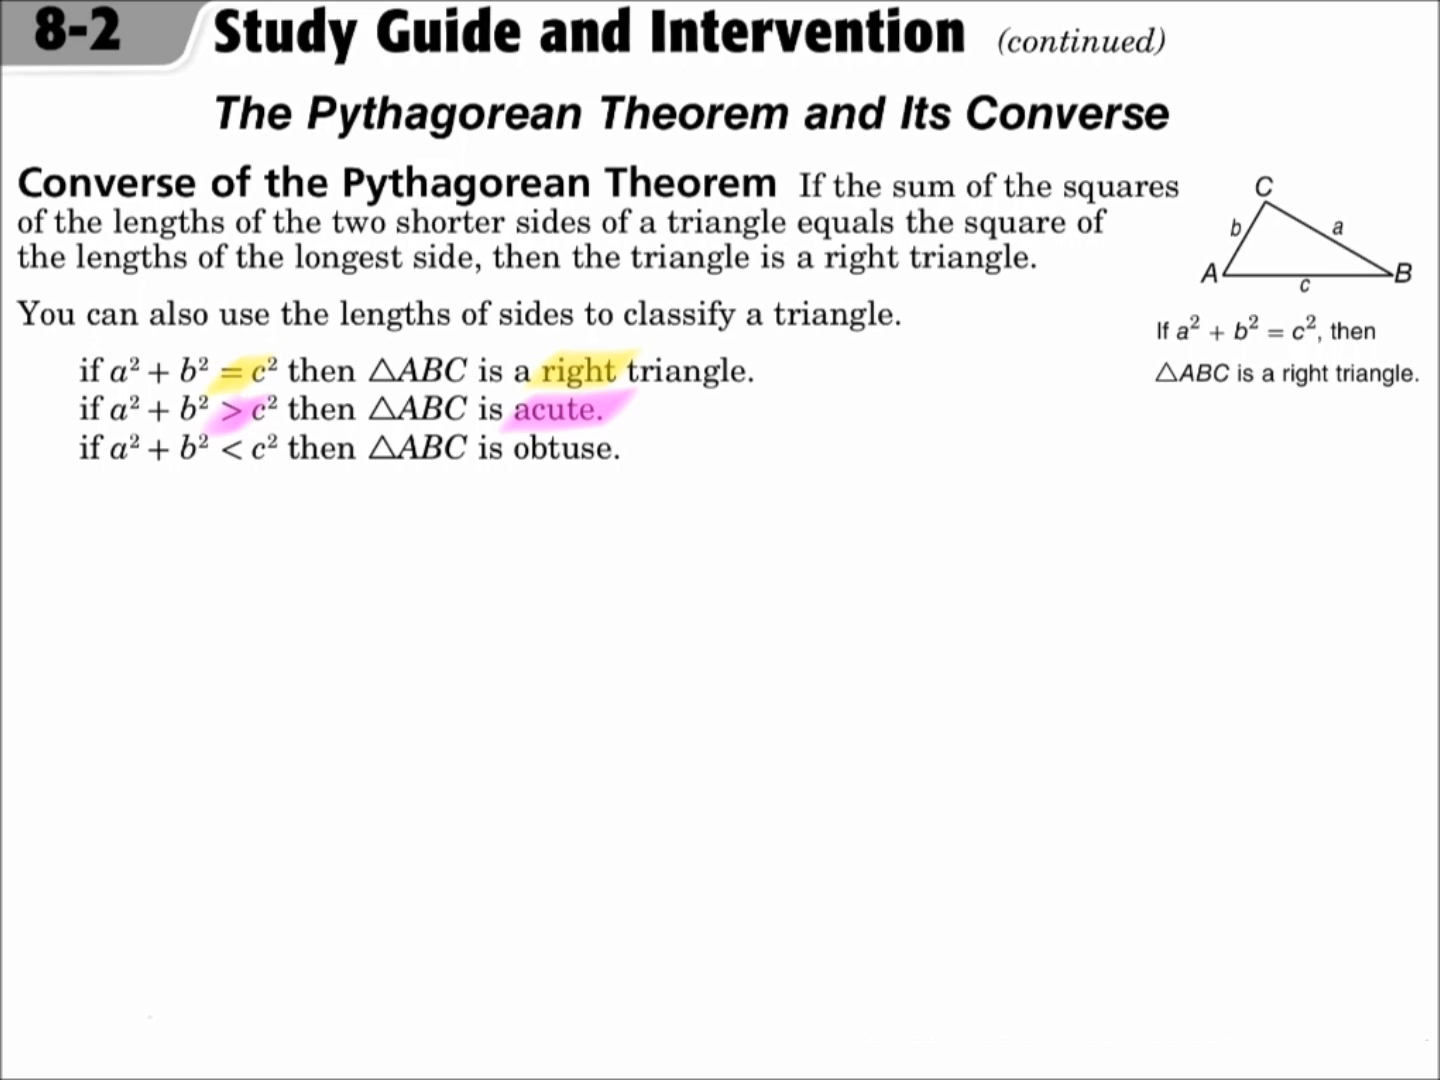 8-2 Study Guide and Intervention (continued)
The Pythagorean Theorem and Its Converse
Converse of the Pythagorean Theorem If the sum of the squares
of the lengths of the two shorter sides of a triangle equals the square of
the lengths of the longest side, then the triangle is a right triangle.
You can also use the lengths of sides to classify a triangle.
if a² + b² = c² then △ABC is a right triangle.
if a² + b² > c² then △ABC is acute.
if a² + b² < c² then △ABC is obtuse.
C
b a
A B
c
If a² + b² = c², then
△ABC is a right triangle.